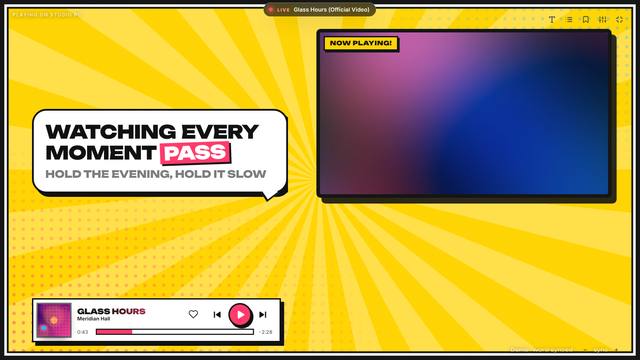 PLAYING ON STUDIO
LIVE Glass Hours (Official Video)
NOW PLAYING!
WATCHING EVERY
MOMENT PASS
HOLD THE EVENING, HOLD IT SLOW
GLASS HOURS
Meridian Hall
0:43
-2:28